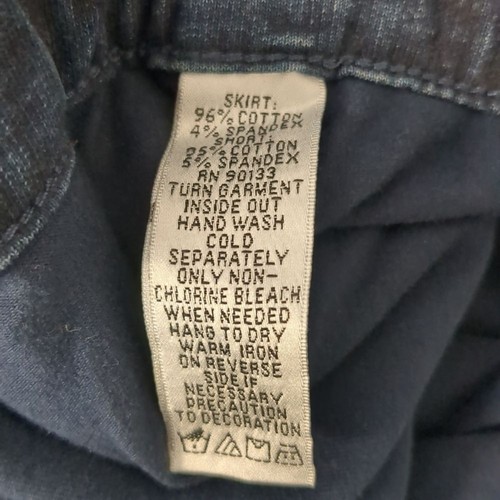 SKIRT:
96% COTTON
4% SPANDEX
SHORT:
95% COTTON
5% SPANDEX
RN 90133
TURN GARMENT
INSIDE OUT
HAND WASH
COLD
SEPARATELY
ONLY NON-
CHLORINE BLEACH
WHEN NEEDED
HANG TO DRY
WARM IRON
ON REVERSE
SIDE IF
NECESSARY
PRECAUTION
TO DECORATION